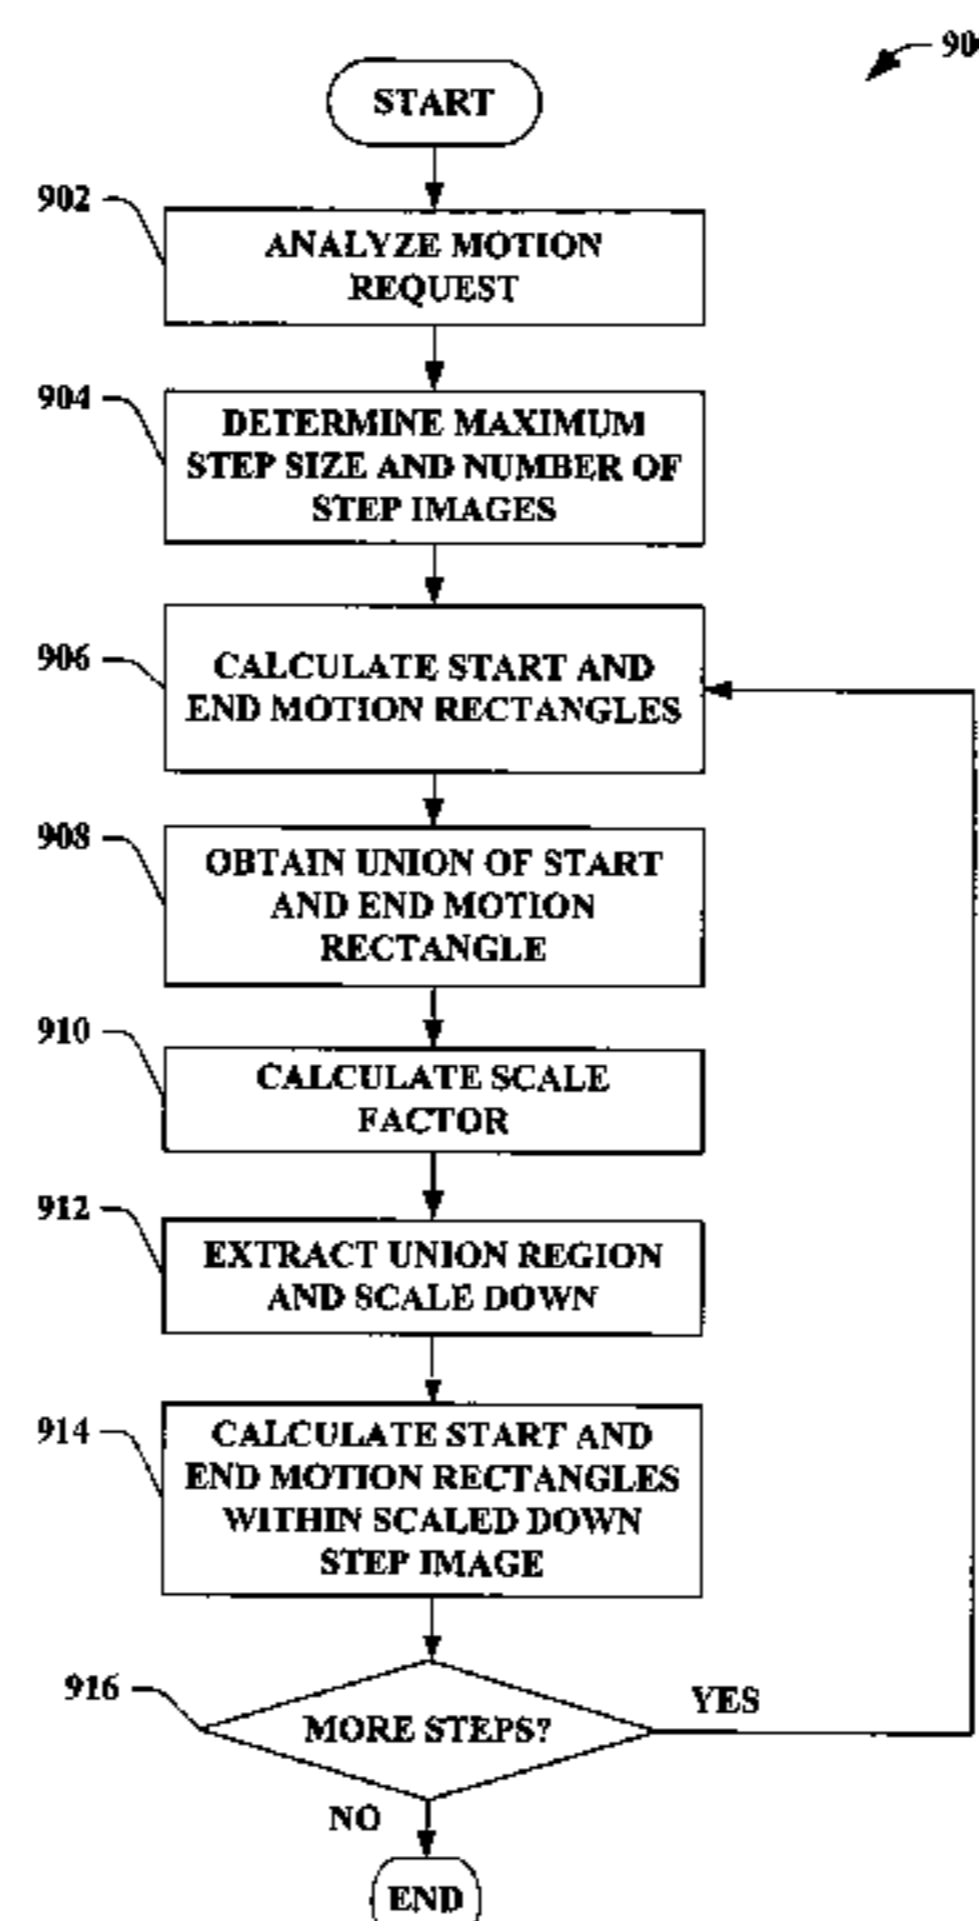 90
START
902
ANALYZE MOTION
REQUEST
904
DETERMINE MAXIMUM
STEP SIZE AND NUMBER OF
STEP IMAGES
906
CALCULATE START AND
END MOTION RECTANGLES
908
OBTAIN UNION OF START
AND END MOTION
RECTANGLE
910
CALCULATE SCALE
FACTOR
912
EXTRACT UNION REGION
AND SCALE DOWN
914
CALCULATE START AND
END MOTION RECTANGLES
WITHIN SCALED DOWN
STEP IMAGE
916
MORE STEPS?
YES
NO
END